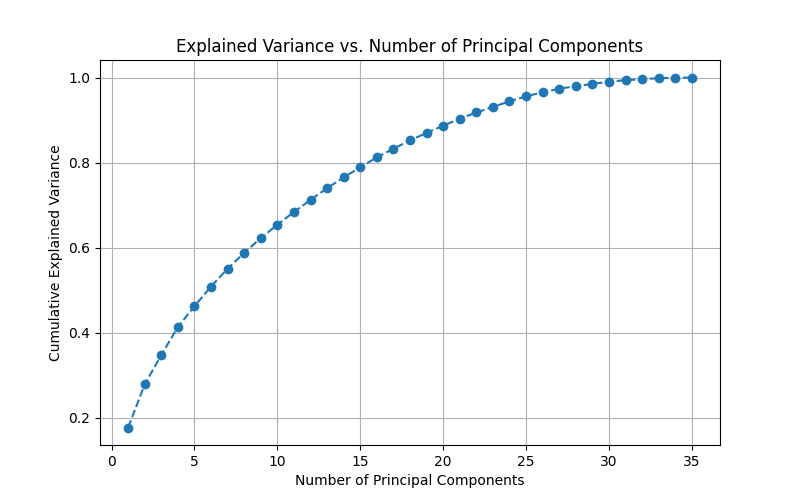 Explained Variance vs. Number of Principal Components
1.0
0.8
0.6
0.4
0.2
Cumulative Explained Variance
0 5 10 15 20 25 30 35
Number of Principal Components